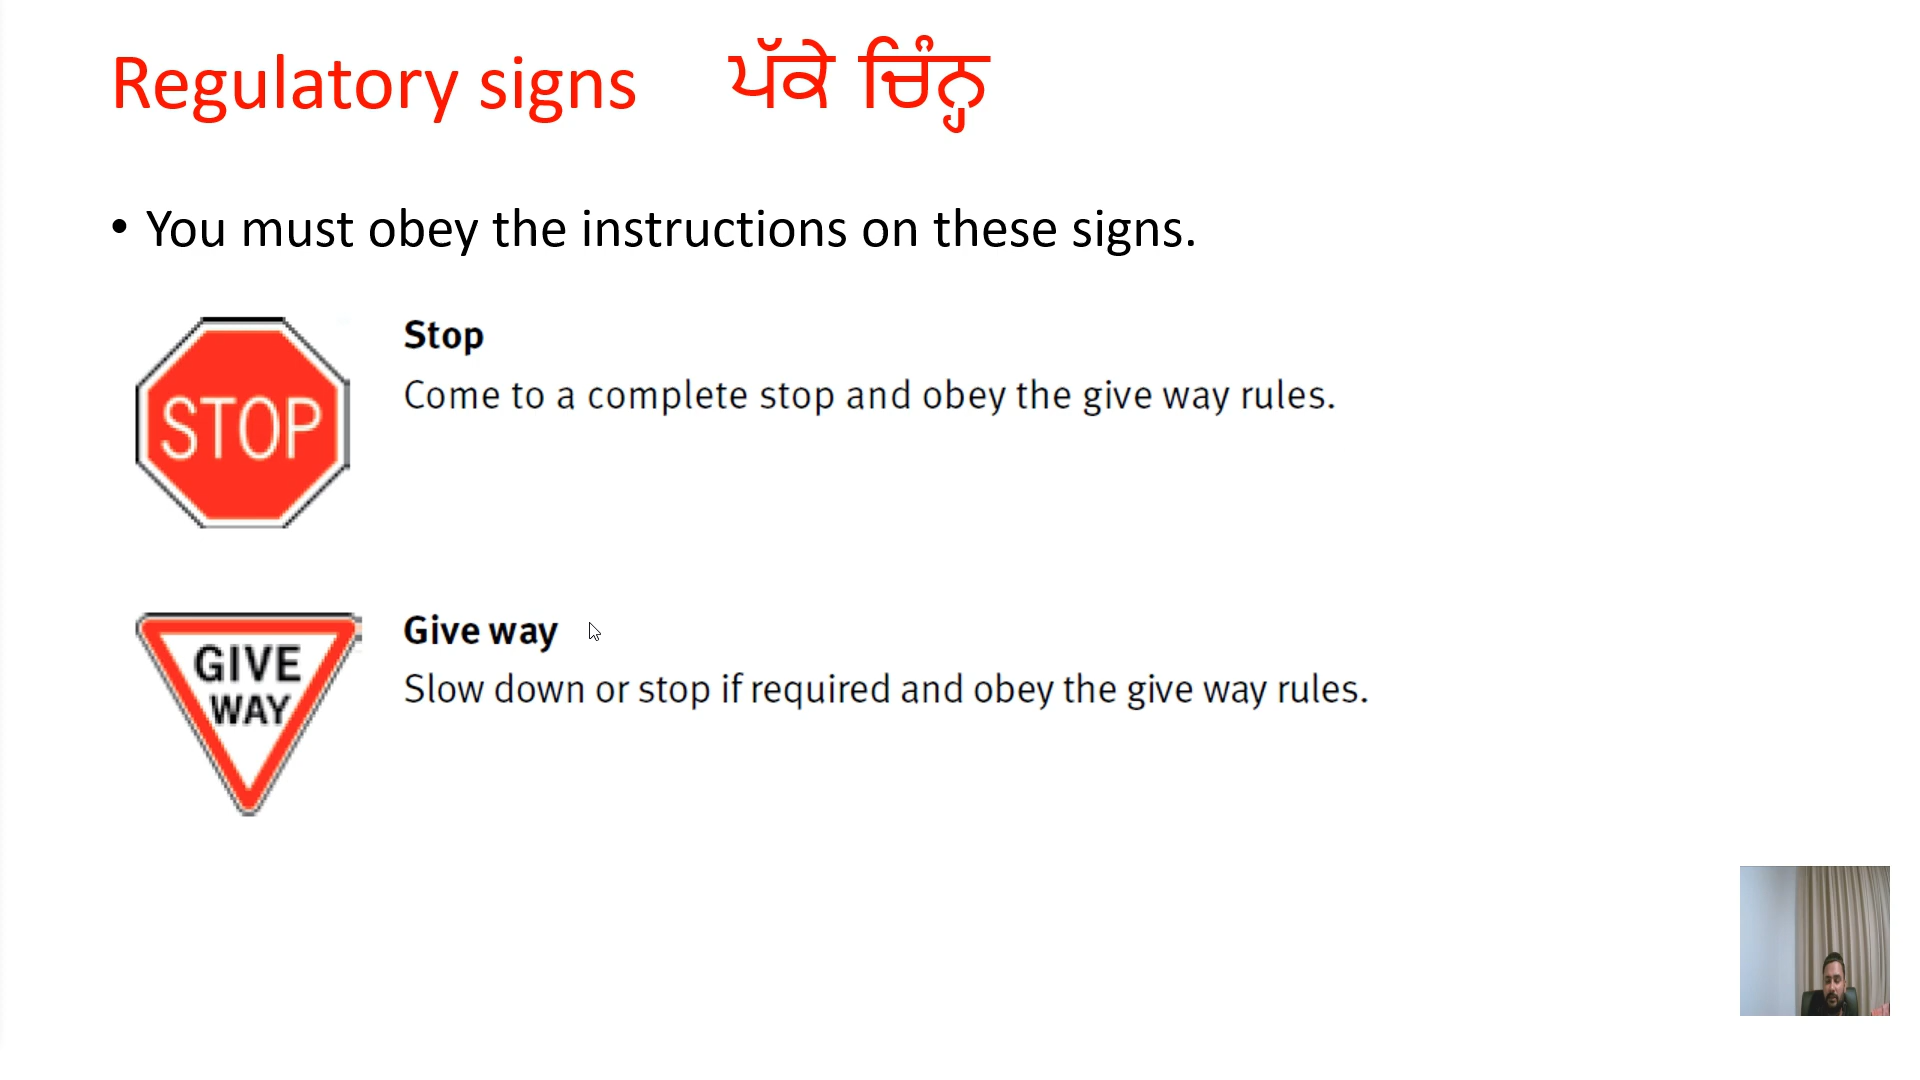 Regulatory signs ਪੱਕੇ ਚਿੰਨ੍ਹ
• You must obey the instructions on these signs.
STOP
Stop
Come to a complete stop and obey the give way rules.
GIVE
WAY
Give way
Slow down or stop if required and obey the give way rules.